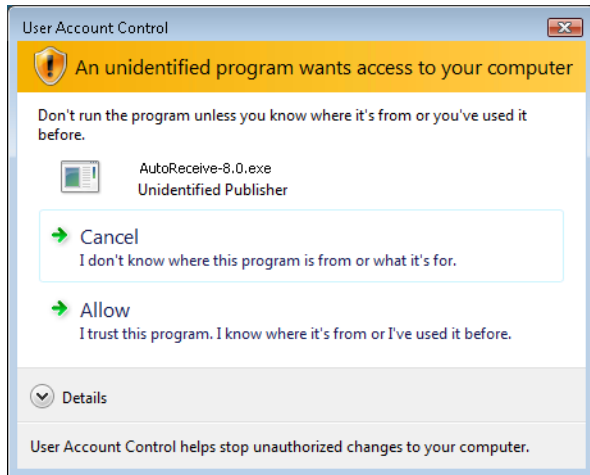 User Account Control
An unidentified program wants access to your computer
Don't run the program unless you know where it's from or you've used it
before.
AutoReceive-8.0.exe
Unidentified Publisher
Cancel
I don't know where this program is from or what it's for.
Allow
I trust this program. I know where it's from or I've used it before.
Details
User Account Control helps stop unauthorized changes to your computer.